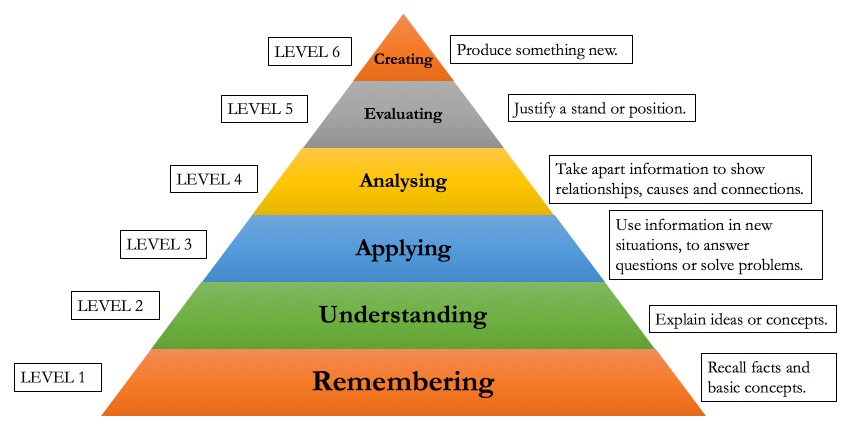 LEVEL 6
Creating
Produce something new.
LEVEL 5
Evaluating
Justify a stand or position.
LEVEL 4
Analysing
Take apart information to show
relationships, causes and connections.
LEVEL 3
Applying
Use information in new
situations, to answer
questions or solve problems.
LEVEL 2
Understanding
Explain ideas or concepts.
LEVEL 1
Remembering
Recall facts and
basic concepts.